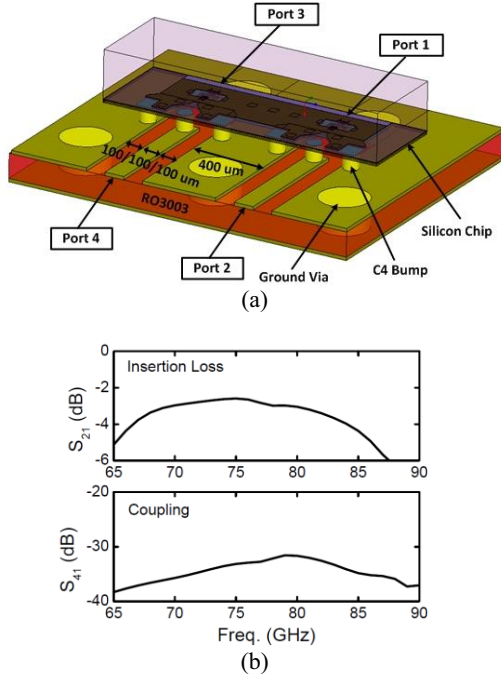 Port 3
Port 1
100/100/100 um
400 um
Port 4
RO3003
Port 2
Ground Via
C4 Bump
Silicon Chip
(a)
0
Insertion Loss
-2
S21 (dB)
-4
-6
65 70 75 80 85 90
-20
Coupling
S41 (dB)
-30
-40
65 70 75 80 85 90
Freq. (GHz)
(b)